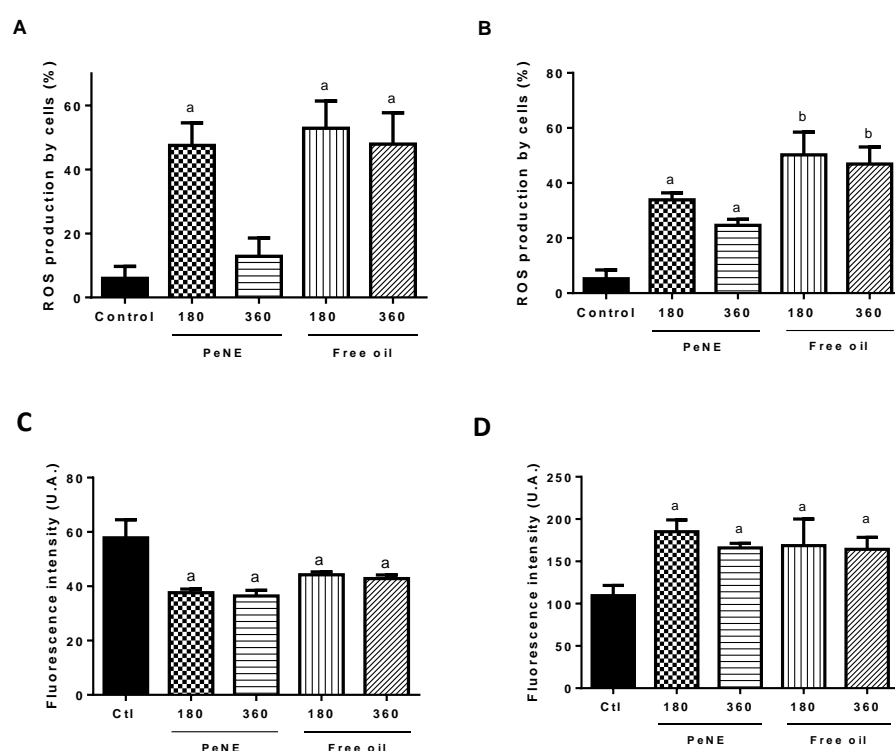 A
ROS production by cells (%)
60
40
20
0
a
a
a
Control
180
360
180
360
PeNE
Free oil
B
ROS production by cells (%)
80
60
40
20
0
a
a
b
b
Control
180
360
180
360
PeNE
Free oil
C
Fluorescence intensity (U.A.)
80
60
40
20
0
a
a
a
a
Ctl
180
360
180
360
PeNE
Free oil
D
Fluorescence intensity (U.A.)
250
200
150
100
50
0
a
a
a
a
Ctl
180
360
180
360
PeNE
Free oil